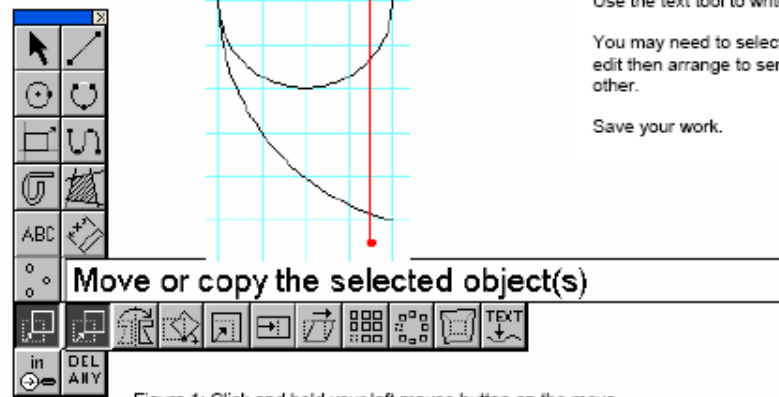 Use the text tool to write
You may need to select
edit then arrange to
other.
Save your work.
ABC
Move or copy the selected object(s)
TEXT
in
DEL
ANY
Figure 1: Click and hold your left mouse button on the move